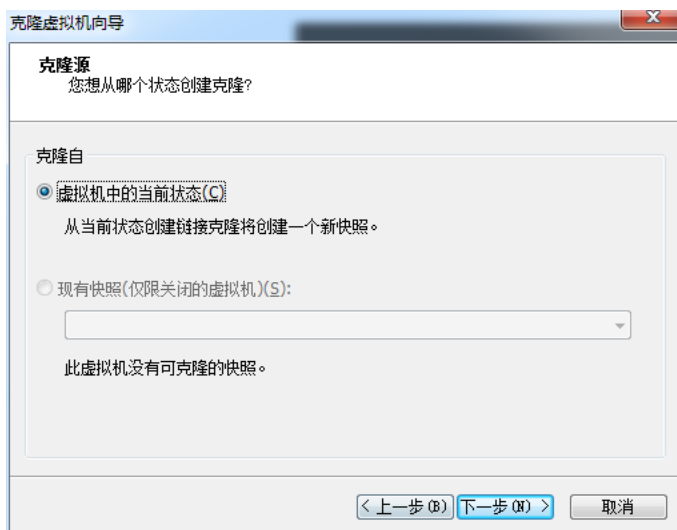 克隆虚拟机向导
克隆源
您想从哪个状态创建克隆?
克隆自
虚拟机中的当前状态(C)
从当前状态创建链接克隆将创建一个新快照。
现有快照(仅限关闭的虚拟机)(S):
此虚拟机没有可克隆的快照。
< 上一步(B) 下一步(N) > 取消